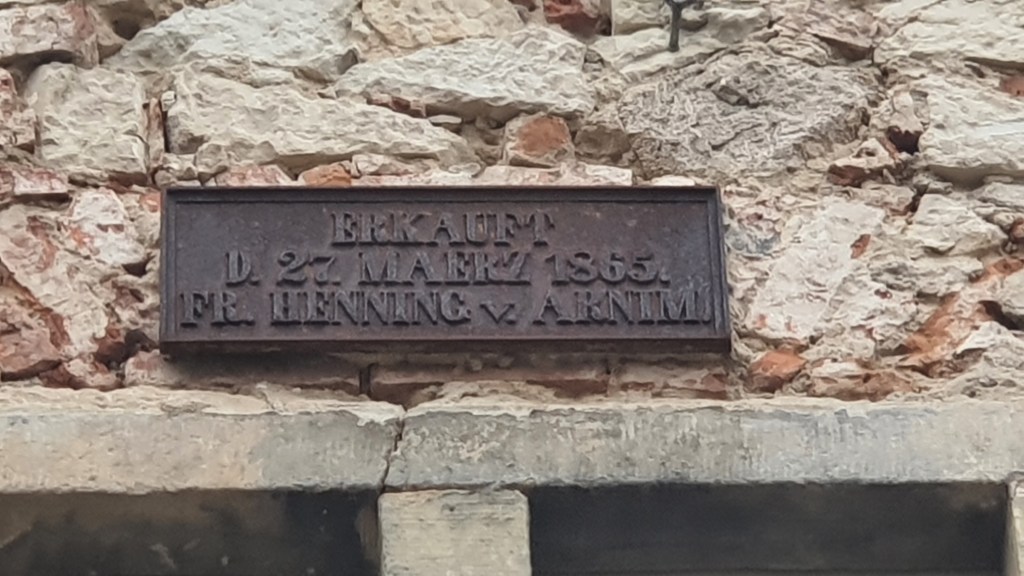 ERKAUFT
D. 27. MAERZ 1865.
FR. HENNING v. ARNIM.